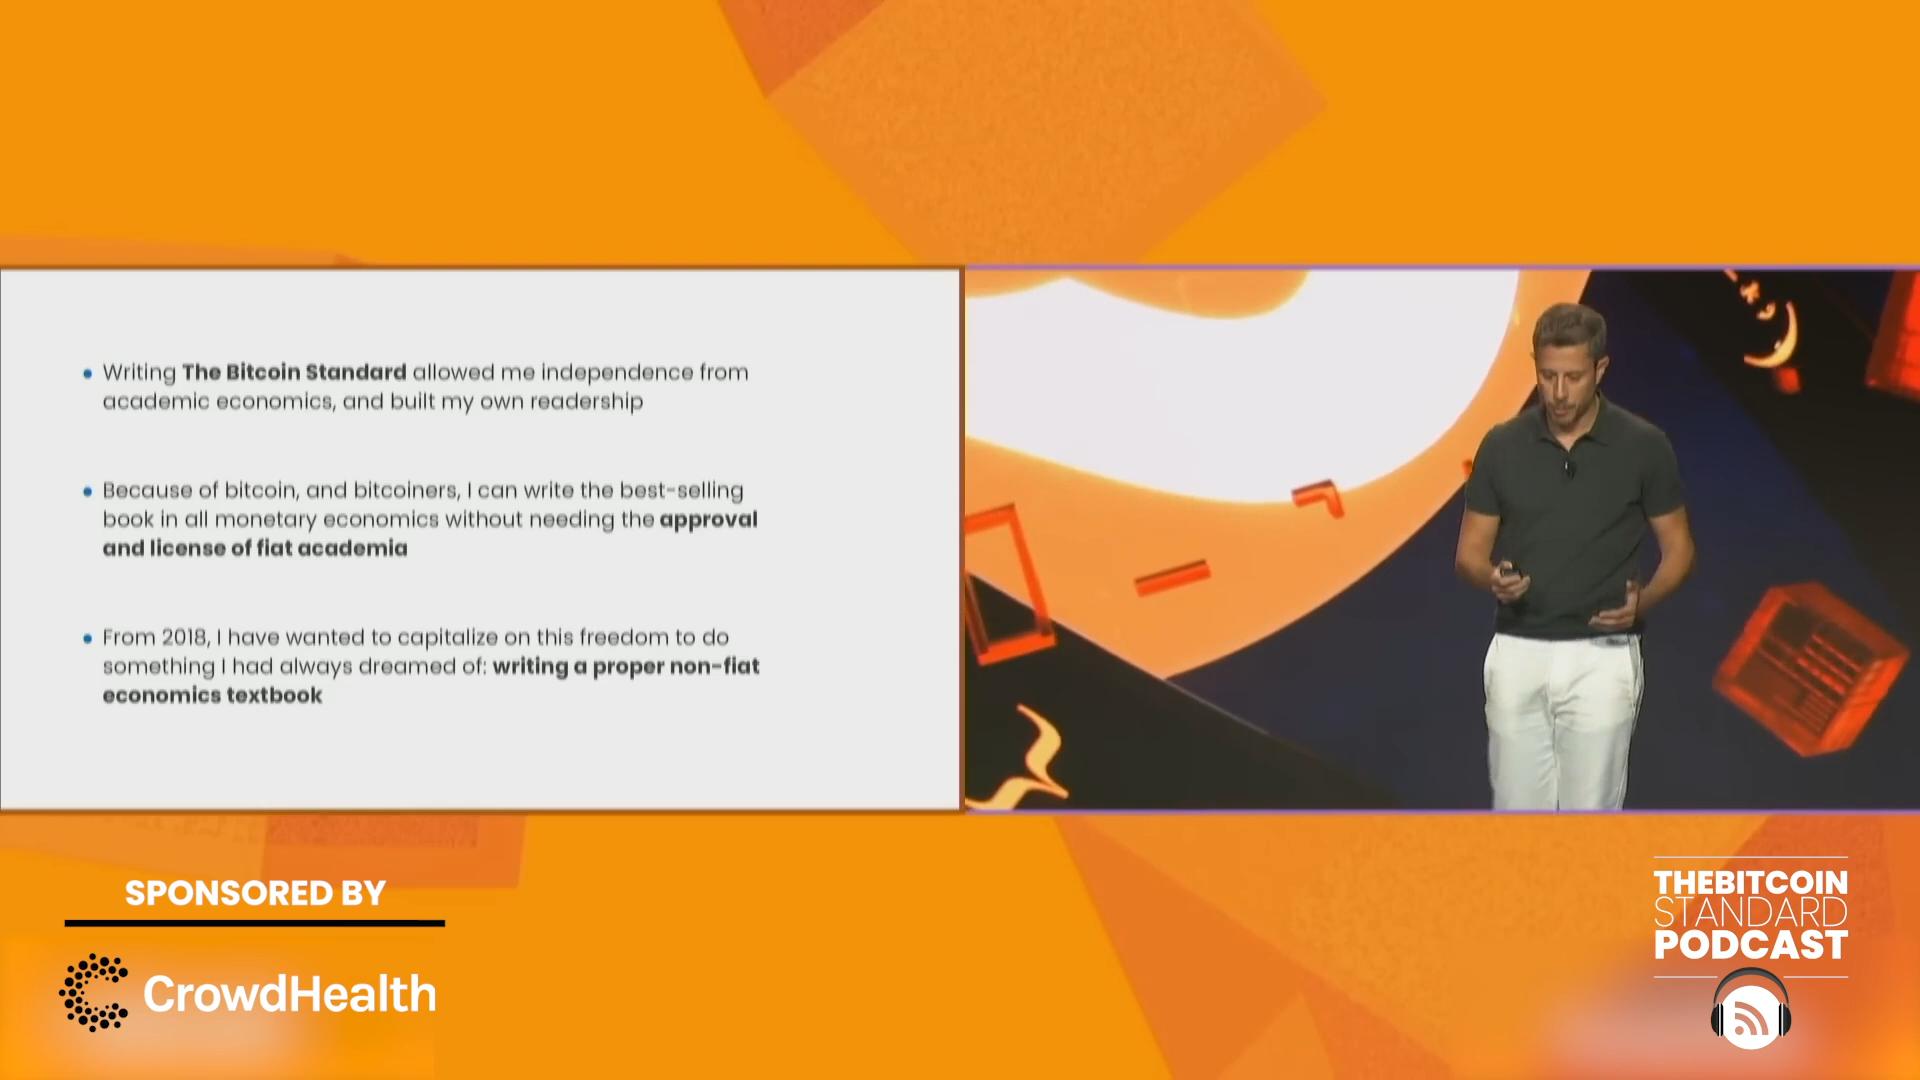 Writing The Bitcoin Standard allowed me independence from
academic economics, and built my own readership
Because of bitcoin, and bitcoiners, I can write the best-selling
book in all monetary economics without needing the approval
and license of fiat academia
From 2018, I have wanted to capitalize on this freedom to do
something I had always dreamed of: writing a proper non-fiat
economics textbook
SPONSORED BY
CrowdHealth
THEBITCOIN
STANDARD
PODCAST